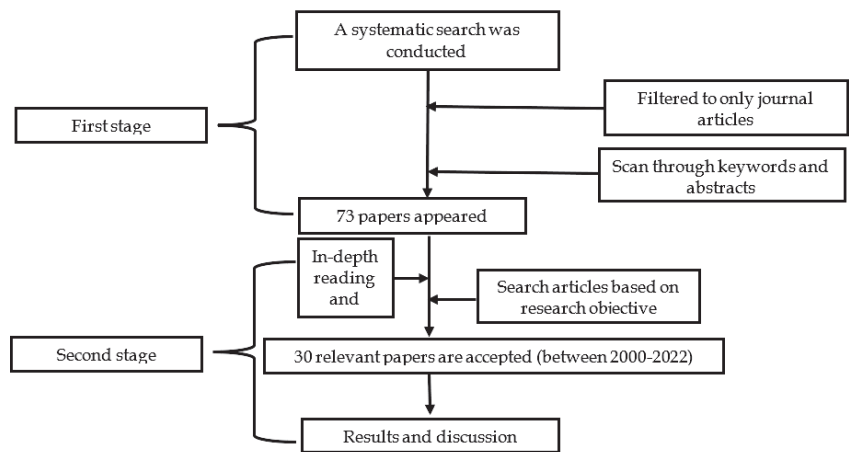 A systematic search was
conducted
Filtered to only journal
articles
First stage
Scan through keywords and
abstracts
73 papers appeared
In-depth
reading
and
Search articles based on
research objective
Second stage
30 relevant papers are accepted (between 2000-2022)
Results and discussion